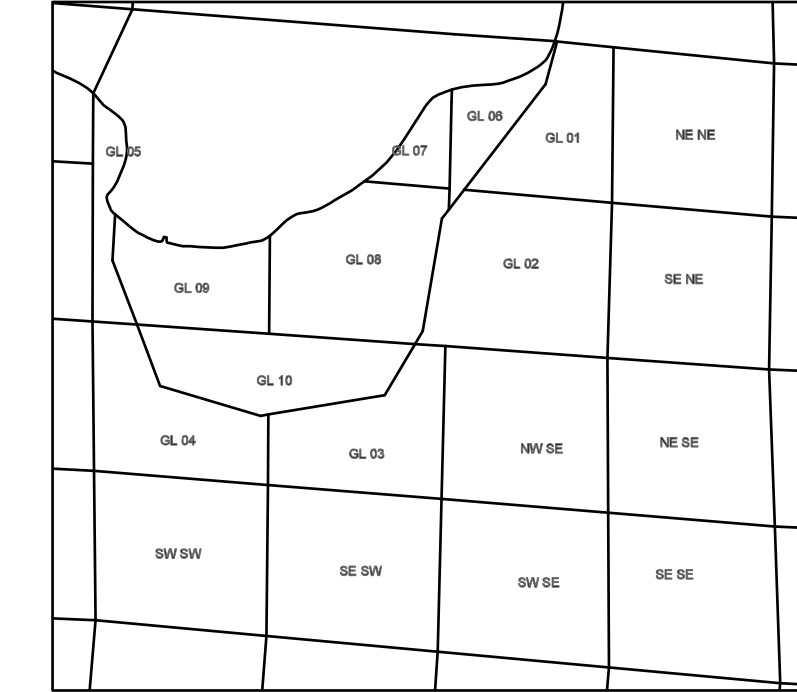 GL 06
GL 01
NE NE
GL 05
GL 07
GL 08
GL 02
SE NE
GL 09
GL 10
GL 04
GL 03
NW SE
NE SE
SW SW
SE SW
SW SE
SE SE